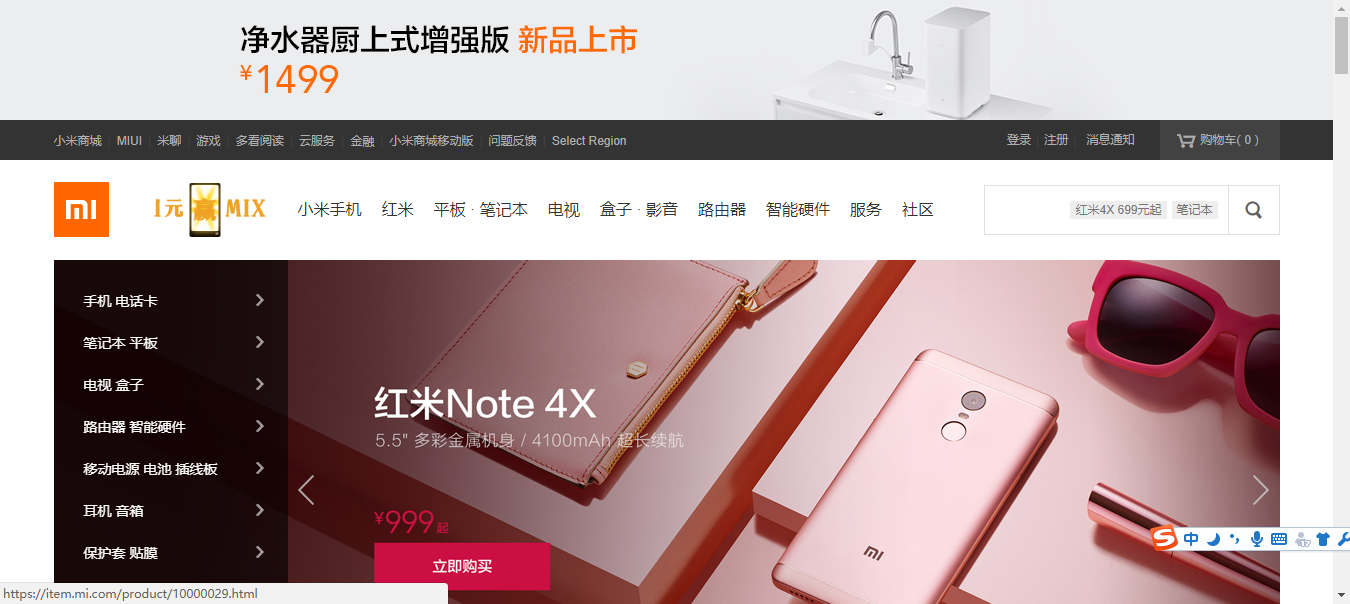 净水器厨上式增强版 新品上市
¥1499
小米商城 MIUI 米聊 游戏 多看阅读 云服务 金融 小米商城移动版 问题反馈 Select Region 登录 注册 消息通知 购物车( 0 )
mi 1元 赢 MIX 小米手机 红米 平板 · 笔记本 电视 盒子 · 影音 路由器 智能硬件 服务 社区 红米4X 699元起 笔记本
手机 电话卡
笔记本 平板
电视 盒子
路由器 智能硬件
移动电源 电池 插线板
耳机 音箱
保护套 贴膜
红米Note 4X
5.5" 多彩金属机身 / 4100mAh 超长续航
¥999起
立即购买
mi
S 中
https://item.mi.com/product/10000029.html